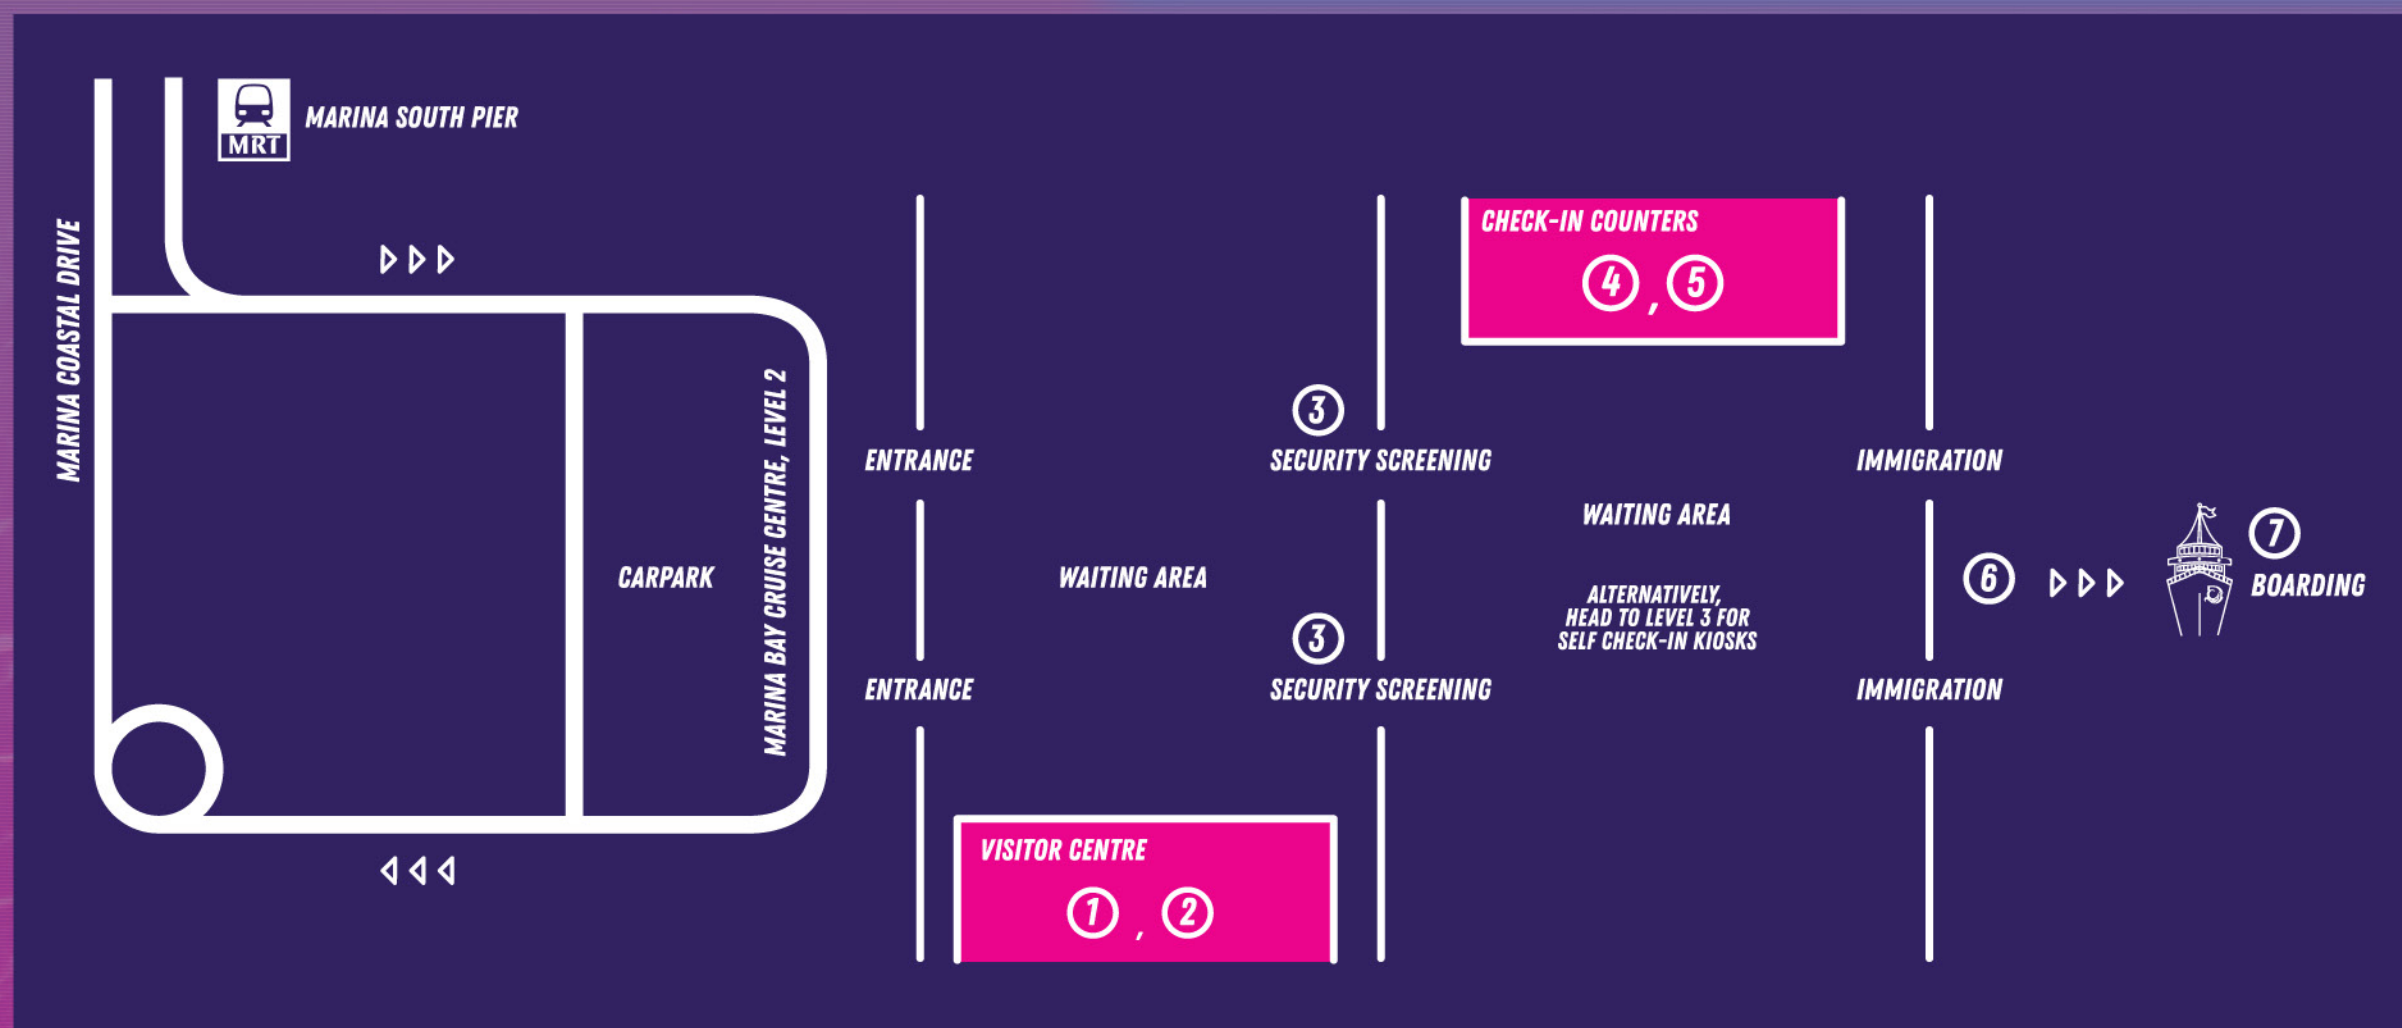 MRT
MARINA SOUTH PIER
MARINA COASTAL DRIVE
CARPARK
MARINA BAY CRUISE CENTRE, LEVEL 2
ENTRANCE
ENTRANCE
WAITING AREA
VISITOR CENTRE
1 , 2
3
SECURITY SCREENING
3
SECURITY SCREENING
CHECK-IN COUNTERS
4 , 5
WAITING AREA
ALTERNATIVELY,
HEAD TO LEVEL 3 FOR
SELF CHECK-IN KIOSKS
IMMIGRATION
IMMIGRATION
6
7
BOARDING